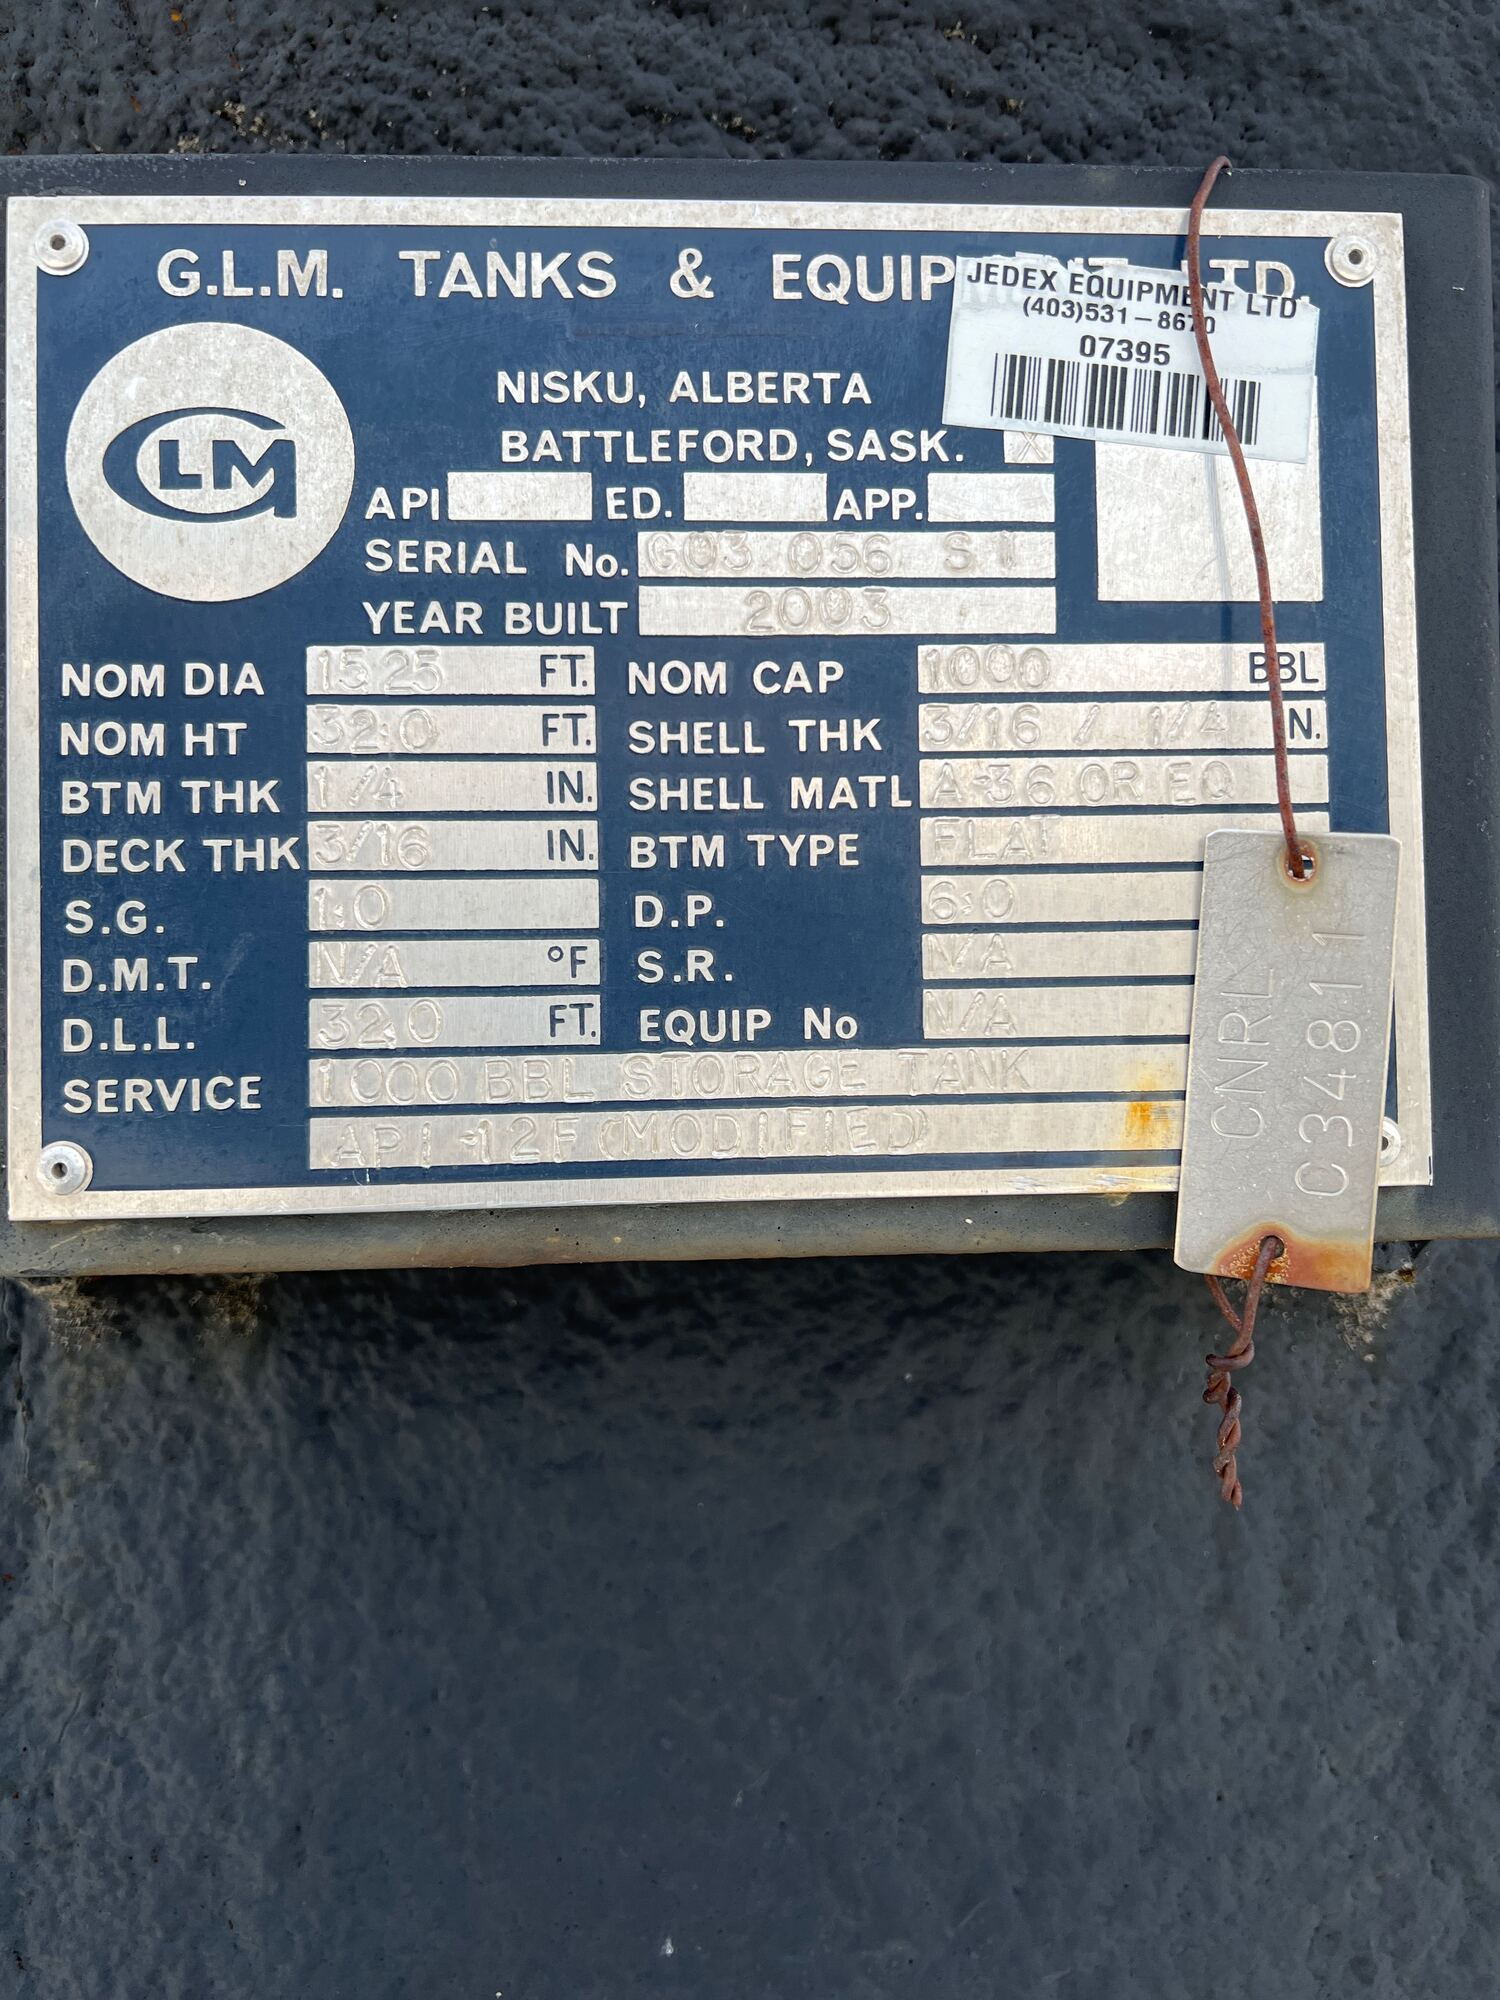 G.L.M. TANKS & EQUIPMENT LTD.
JEDEX EQUIPMENT LTD
(403)531-8670
07395
GLM
NISKU, ALBERTA
BATTLEFORD, SASK. X
API ED. APP.
SERIAL No. G03 056 S1
YEAR BUILT 2003
NOM DIA 15.25 FT. NOM CAP 1000 BBL
NOM HT 32.0 FT. SHELL THK 3/16 / 1/4 IN.
BTM THK 1/4 IN. SHELL MATL A-36 OR EQ
DECK THK 3/16 IN. BTM TYPE FLAT
S.G. 1.0 D.P. 6.0
D.M.T. N/A °F S.R. N/A
D.L.L. 32.0 FT. EQUIP No N/A
SERVICE 1000 BBL STORAGE TANK
API-12F (MODIFIED)
CNRL
C34811